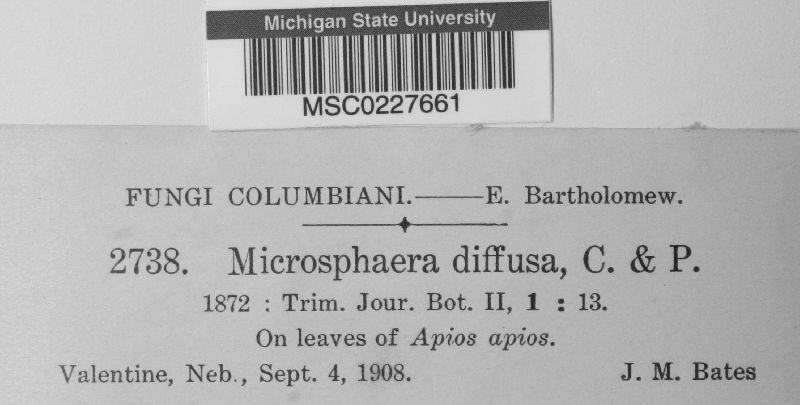 Michigan State University
MSC0227661
FUNGI COLUMBIANI.——E. Bartholomew.
2738. Microsphaera diffusa, C. & P.
1872 : Trim. Jour. Bot. II, 1 : 13.
On leaves of Apios apios.
Valentine, Neb., Sept. 4, 1908. J. M. Bates